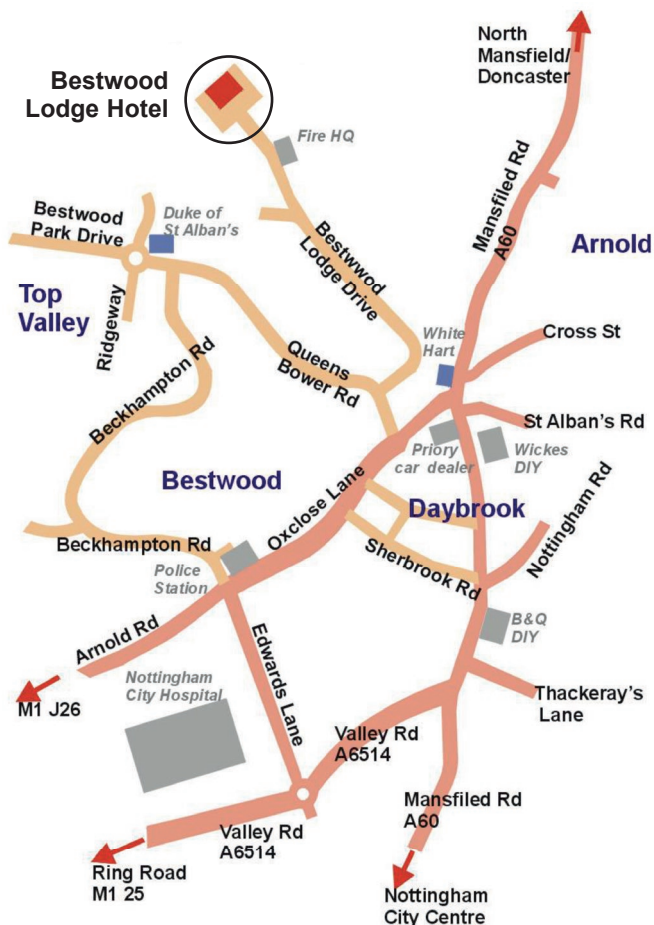 North
Mansfield/
Doncaster
Bestwood
Lodge Hotel
Fire HQ
Mansfiled Rd
A60
Arnold
Bestwood
Park Drive
Duke of
St Alban's
Bestwwod
Lodge Drive
Top
Valley
Ridgeway
White
Hart
Cross St
Queens
Bower Rd
Beckhampton Rd
St Alban's Rd
Priory
car dealer
Wickes
DIY
Bestwood
Oxclose Lane
Daybrook
Nottingham Rd
Beckhampton Rd
Sherbrook Rd
Police
Station
B&Q
DIY
Arnold Rd
Edwards Lane
Nottingham
City Hospital
M1 J26
Thackeray's
Lane
Valley Rd
A6514
Mansfiled Rd
A60
Valley Rd
A6514
Ring Road
M1 25
Nottingham
City Centre